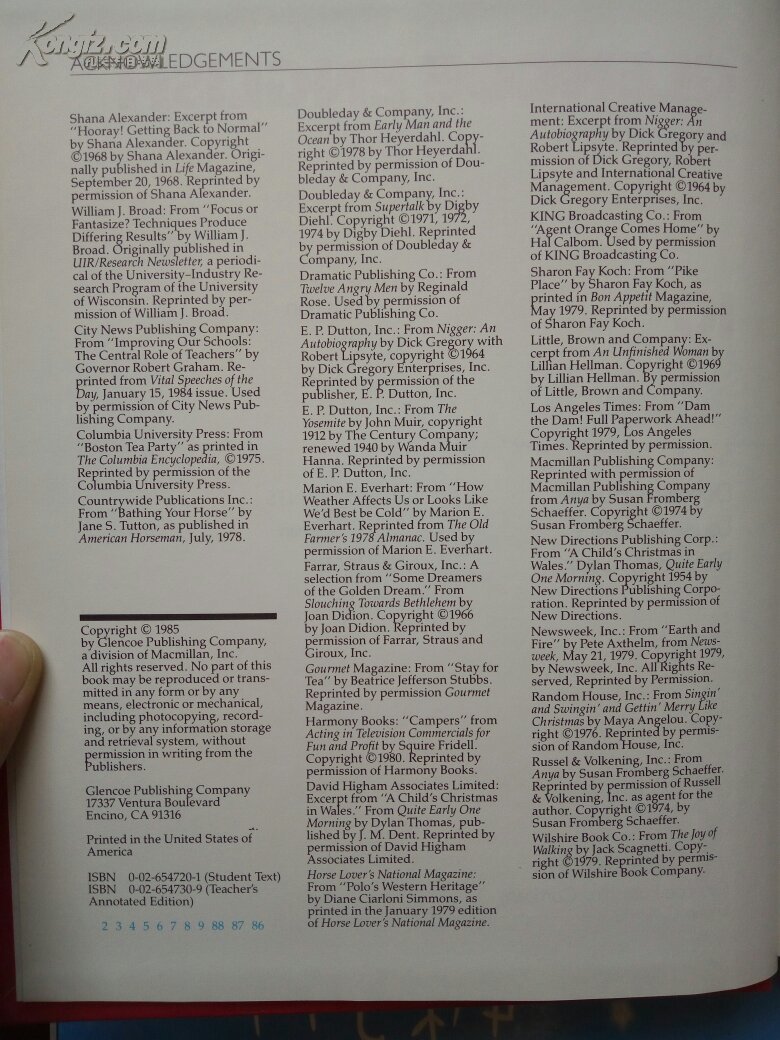 Kongfz.com
ACKNOWLEDGEMENTS
Shana Alexander: Excerpt from
"Hooray! Getting Back to Normal"
by Shana Alexander. Copyright
©1968 by Shana Alexander. Origi-
nally published in Life Magazine,
September 20, 1968. Reprinted by
permission of Shana Alexander.
William J. Broad: From "Focus or
Fantasize? Techniques Produce
Differing Results" by William J.
Broad. Originally published in
UIR/Research Newsletter, a periodi-
cal of the University–Industry Re-
search Program of the University
of Wisconsin. Reprinted by per-
mission of William J. Broad.
City News Publishing Company:
From "Improving Our Schools:
The Central Role of Teachers" by
Governor Robert Graham. Re-
printed from Vital Speeches of the
Day, January 15, 1984 issue. Used
by permission of City News Pub-
lishing Company.
Columbia University Press: From
"Boston Tea Party" as printed in
The Columbia Encyclopedia, ©1975.
Reprinted by permission of the
Columbia University Press.
Countrywide Publications Inc.:
From "Bathing Your Horse" by
Jane S. Tutton, as published in
American Horseman, July, 1978.
Copyright © 1985
by Glencoe Publishing Company,
a division of Macmillan, Inc.
All rights reserved. No part of this
book may be reproduced or trans-
mitted in any form or by any
means, electronic or mechanical,
including photocopying, record-
ing, or by any information storage
and retrieval system, without
permission in writing from the
Publishers.
Glencoe Publishing Company
17337 Ventura Boulevard
Encino, CA 91316
Printed in the United States of
America
ISBN 0-02-654720-1 (Student Text)
ISBN 0-02-654730-9 (Teacher's
Annotated Edition)
2 3 4 5 6 7 8 9 88 87 86
Doubleday & Company, Inc.:
Excerpt from Early Man and the
Ocean by Thor Heyerdahl. Copy-
right ©1978 by Thor Heyerdahl.
Reprinted by permission of Dou-
bleday & Company, Inc.
Doubleday & Company, Inc.:
Excerpt from Supertalk by Digby
Diehl. Copyright ©1971, 1972,
1974 by Digby Diehl. Reprinted
by permission of Doubleday &
Company, Inc.
Dramatic Publishing Co.: From
Twelve Angry Men by Reginald
Rose. Used by permission of
Dramatic Publishing Co.
E. P. Dutton, Inc.: From Nigger: An
Autobiography by Dick Gregory with
Robert Lipsyte, copyright ©1964
by Dick Gregory Enterprises, Inc.
Reprinted by permission of the
publisher, E. P. Dutton, Inc.
E. P. Dutton, Inc.: From The
Yosemite by John Muir, copyright
1912 by The Century Company;
renewed 1940 by Wanda Muir
Hanna. Reprinted by permission
of E. P. Dutton, Inc.
Marion E. Everhart: From "How
Weather Affects Us or Looks Like
We'd Best be Cold" by Marion E.
Everhart. Reprinted from The Old
Farmer's 1978 Almanac. Used by
permission of Marion E. Everhart.
Farrar, Straus & Giroux, Inc.: A
selection from "Some Dreamers
of the Golden Dream." From
Slouching Towards Bethlehem by
Joan Didion. Copyright ©1966
by Joan Didion. Reprinted by
permission of Farrar, Straus and
Giroux, Inc.
Gourmet Magazine: From "Stay for
Tea" by Beatrice Jefferson Stubbs.
Reprinted by permission Gourmet
Magazine.
Harmony Books: "Campers" from
Acting in Television Commercials for
Fun and Profit by Squire Fridell.
Copyright ©1980. Reprinted by
permission of Harmony Books.
David Higham Associates Limited:
Excerpt from "A Child's Christmas
in Wales." From Quite Early One
Morning by Dylan Thomas, pub-
lished by J. M. Dent. Reprinted by
permission of David Higham
Associates Limited.
Horse Lover's National Magazine:
From "Polo's Western Heritage"
by Diane Ciarloni Simmons, as
printed in the January 1979 edition
of Horse Lover's National Magazine.
International Creative Manage-
ment: Excerpt from Nigger: An
Autobiography by Dick Gregory and
Robert Lipsyte. Reprinted by per-
mission of Dick Gregory, Robert
Lipsyte and International Creative
Management. Copyright ©1964 by
Dick Gregory Enterprises, Inc.
KING Broadcasting Co.: From
"Agent Orange Comes Home" by
Hal Calbom. Used by permission
of KING Broadcasting Co.
Sharon Fay Koch: From "Pike
Place" by Sharon Fay Koch, as
printed in Bon Appetit Magazine,
May 1979. Reprinted by permission
of Sharon Fay Koch.
Little, Brown and Company: Ex-
cerpt from An Unfinished Woman by
Lillian Hellman. Copyright ©1969
by Lillian Hellman. By permission
of Little, Brown and Company.
Los Angeles Times: From "Dam
the Dam! Full Paperwork Ahead!"
Copyright 1979, Los Angeles
Times. Reprinted by permission.
Macmillan Publishing Company:
Reprinted with permission of
Macmillan Publishing Company
from Anya by Susan Fromberg
Schaeffer. Copyright ©1974 by
Susan Fromberg Schaeffer.
New Directions Publishing Corp.:
From "A Child's Christmas in
Wales." Dylan Thomas, Quite Early
One Morning. Copyright 1954 by
New Directions Publishing Corpo-
ration. Reprinted by permission of
New Directions.
Newsweek, Inc.: From "Earth and
Fire" by Pete Axthelm, from News-
week, May 21, 1979. Copyright 1979,
by Newsweek, Inc. All Rights Re-
served, Reprinted by Permission.
Random House, Inc.: From Singin'
and Swingin' and Gettin' Merry Like
Christmas by Maya Angelou. Copy-
right ©1976. Reprinted by permis-
sion of Random House, Inc.
Russel & Volkening, Inc.: From
Anya by Susan Fromberg Schaeffer.
Reprinted by permission of Russell
& Volkening, Inc. as agent for the
author. Copyright ©1974, by
Susan Fromberg Schaeffer.
Wilshire Book Co.: From The Joy of
Walking by Jack Scagnetti. Copy-
right ©1979. Reprinted by permis-
sion of Wilshire Book Company.